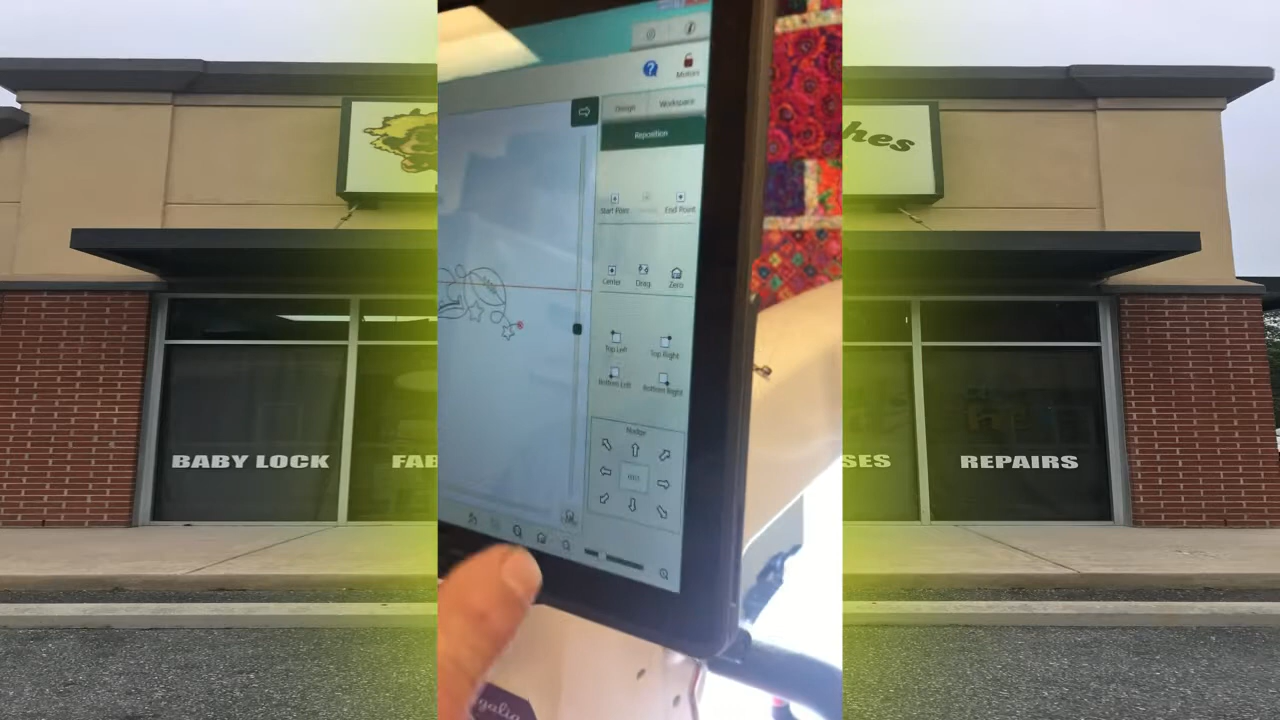 hes
BABY LOCK
FAB
SES
REPAIRS
?
Motors
Design
Workspace
Reposition
Start Point
End Point
Center
Drag
Zero
Top Left
Top Right
Bottom Left
Bottom Right
Nudge
galia